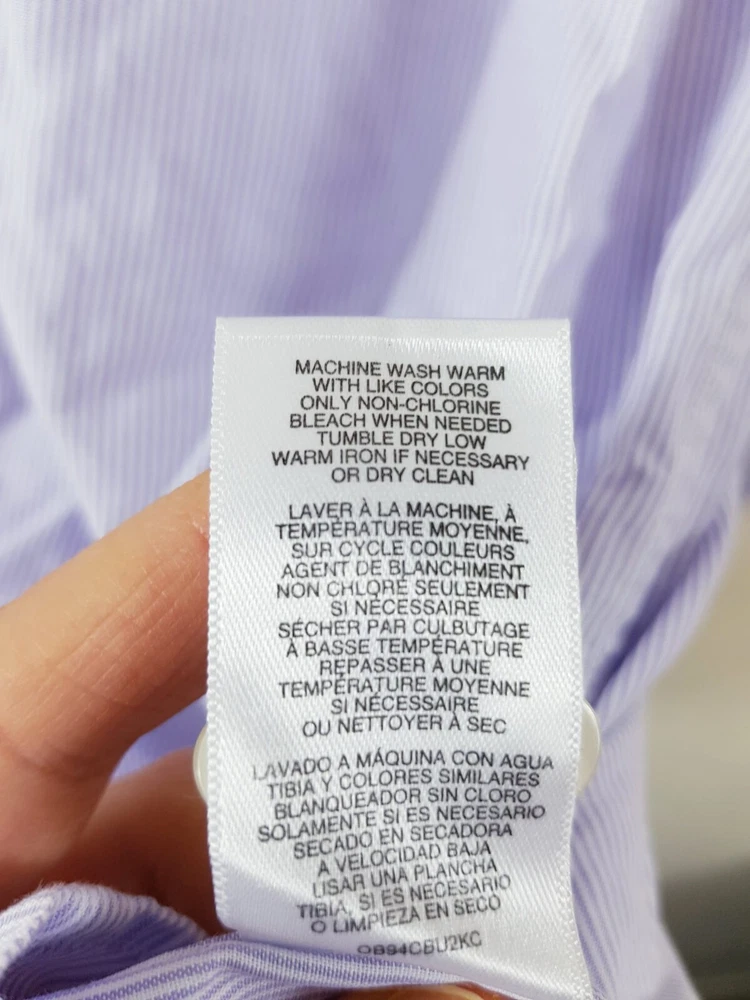 MACHINE WASH WARM
WITH LIKE COLORS
ONLY NON-CHLORINE
BLEACH WHEN NEEDED
TUMBLE DRY LOW
WARM IRON IF NECESSARY
OR DRY CLEAN
LAVER À LA MACHINE, À
TEMPÉRATURE MOYENNE,
SUR CYCLE COULEURS
AGENT DE BLANCHIMENT
NON CHLORÉ SEULEMENT
SI NÉCESSAIRE
SÉCHER PAR CULBUTAGE
À BASSE TEMPÉRATURE
REPASSER À UNE
TEMPÉRATURE MOYENNE
SI NÉCESSAIRE
OU NETTOYER À SEC
LAVADO A MÁQUINA CON AGUA
TIBIA Y COLORES SIMILARES
BLANQUEADOR SIN CLORO
SOLAMENTE SI ES NECESARIO
SECADO EN SECADORA
A VELOCIDAD BAJA
USAR UNA PLANCHA
TIBIA, SI ES NECESARIO
O LIMPIEZA EN SECO